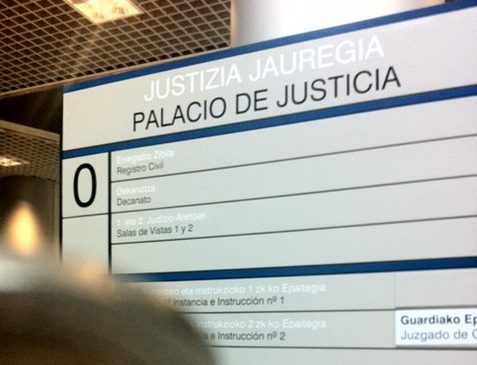 JUSTIZIA JAUREGIA
PALACIO DE JUSTICIA
0
Erregistro Zibila
Registro Civil
Dekanotza
Decanato
1. eta 2. Judizio-Aretoak
Salas de Vistas 1 y 2
eta Instrukzioko 1 zk.ko Epaitegia
Instancia e Instrucción nº 1
Instrukzioko 2 zk.ko Epaitegia
e Instrucción nº 2
Guardiako
Juzgado de